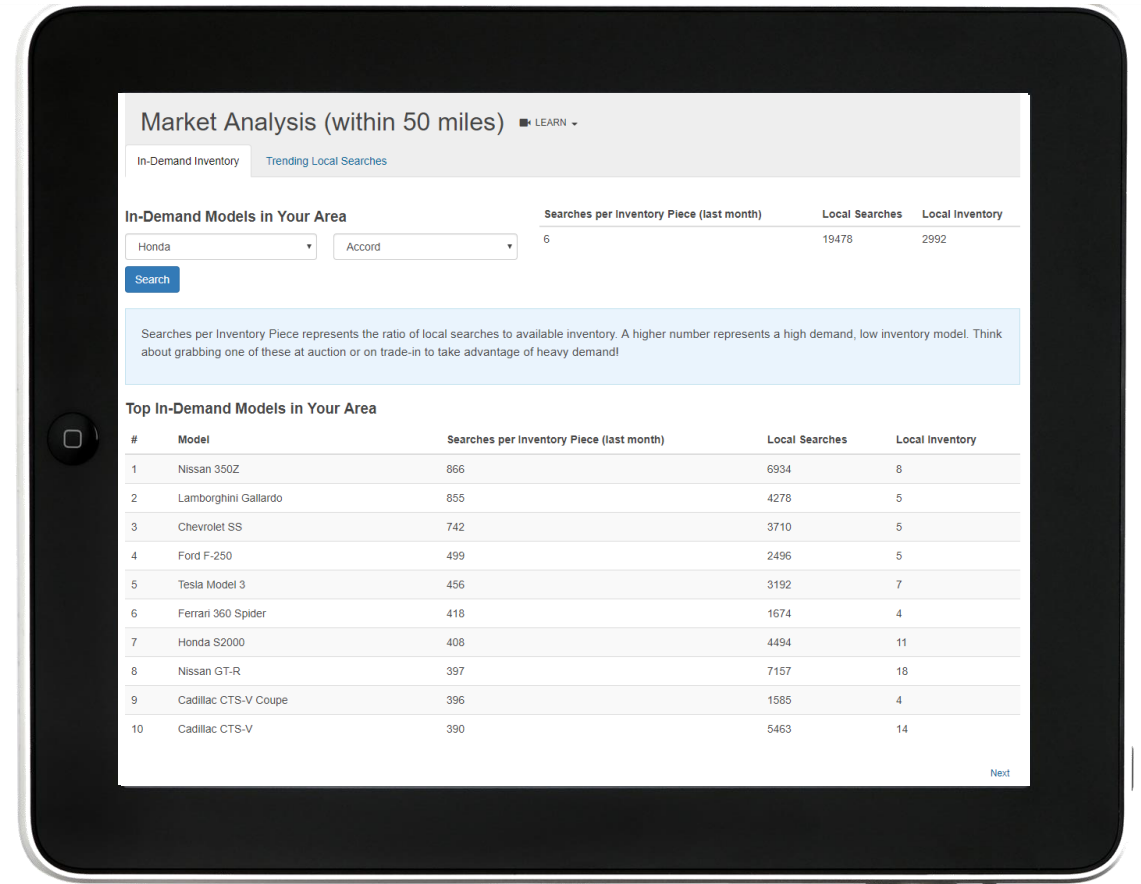 Market Analysis (within 50 miles) LEARN
In-Demand Inventory Trending Local Searches
In-Demand Models in Your Area
Honda Accord
Search
Searches per Inventory Piece (last month) Local Searches Local Inventory
6 19478 2992
Searches per Inventory Piece represents the ratio of local searches to available inventory. A higher number represents a high demand, low inventory model. Think
about grabbing one of these at auction or on trade-in to take advantage of heavy demand!
Top In-Demand Models in Your Area
# Model Searches per Inventory Piece (last month) Local Searches Local Inventory
1 Nissan 350Z 866 6934 8
2 Lamborghini Gallardo 855 4278 5
3 Chevrolet SS 742 3710 5
4 Ford F-250 499 2496 5
5 Tesla Model 3 456 3192 7
6 Ferrari 360 Spider 418 1674 4
7 Honda S2000 408 4494 11
8 Nissan GT-R 397 7157 18
9 Cadillac CTS-V Coupe 396 1585 4
10 Cadillac CTS-V 390 5463 14
Next